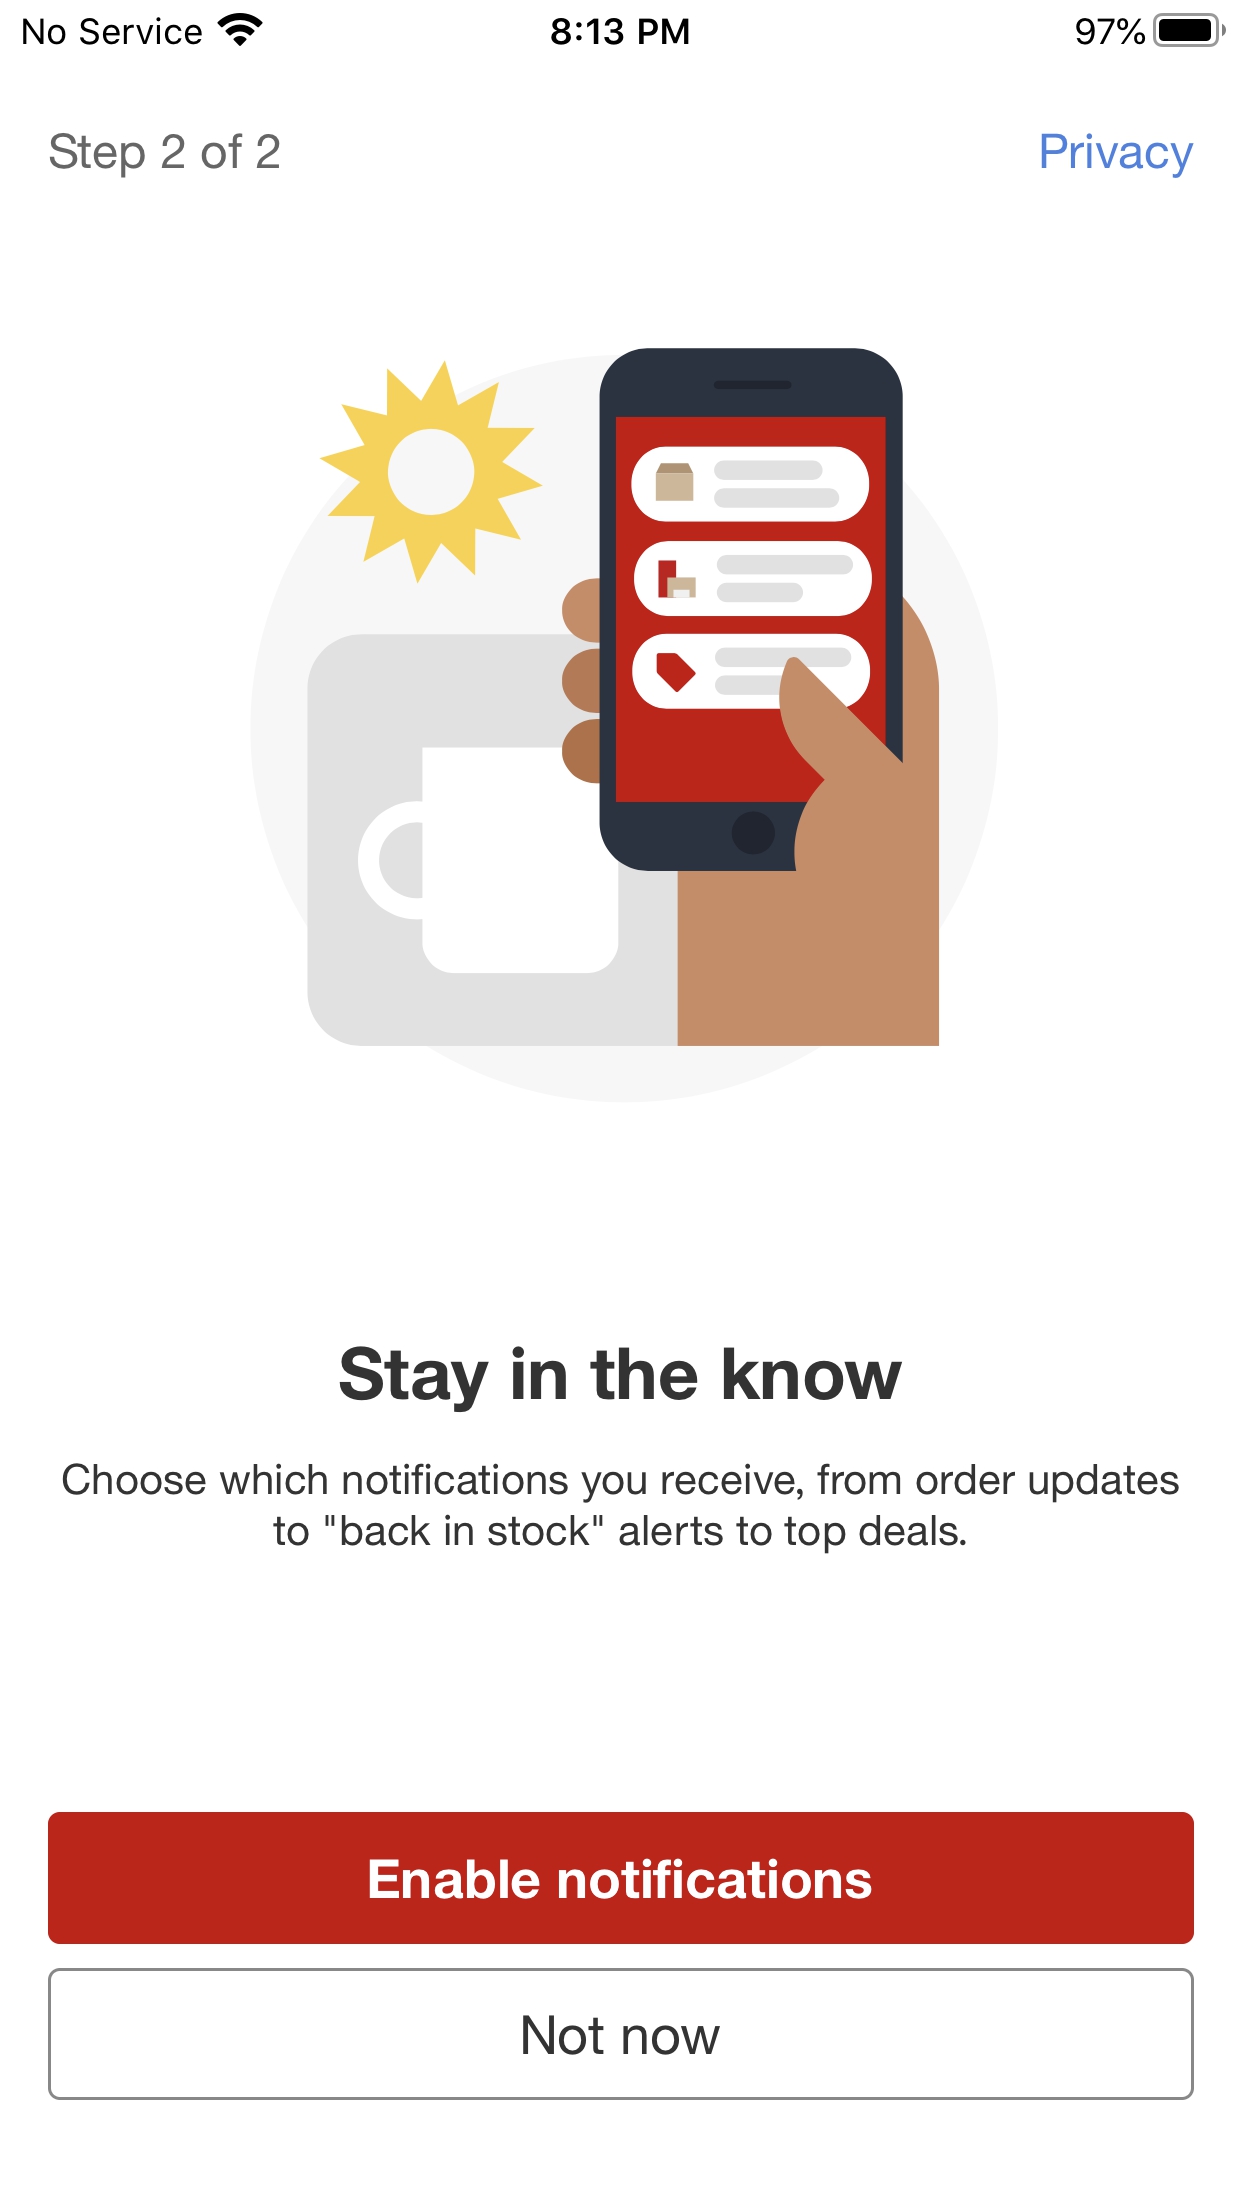 No Service
8:13 PM
97%
Step 2 of 2
Privacy
Stay in the know
Choose which notifications you receive, from order updates
to "back in stock" alerts to top deals.
Enable notifications
Not now